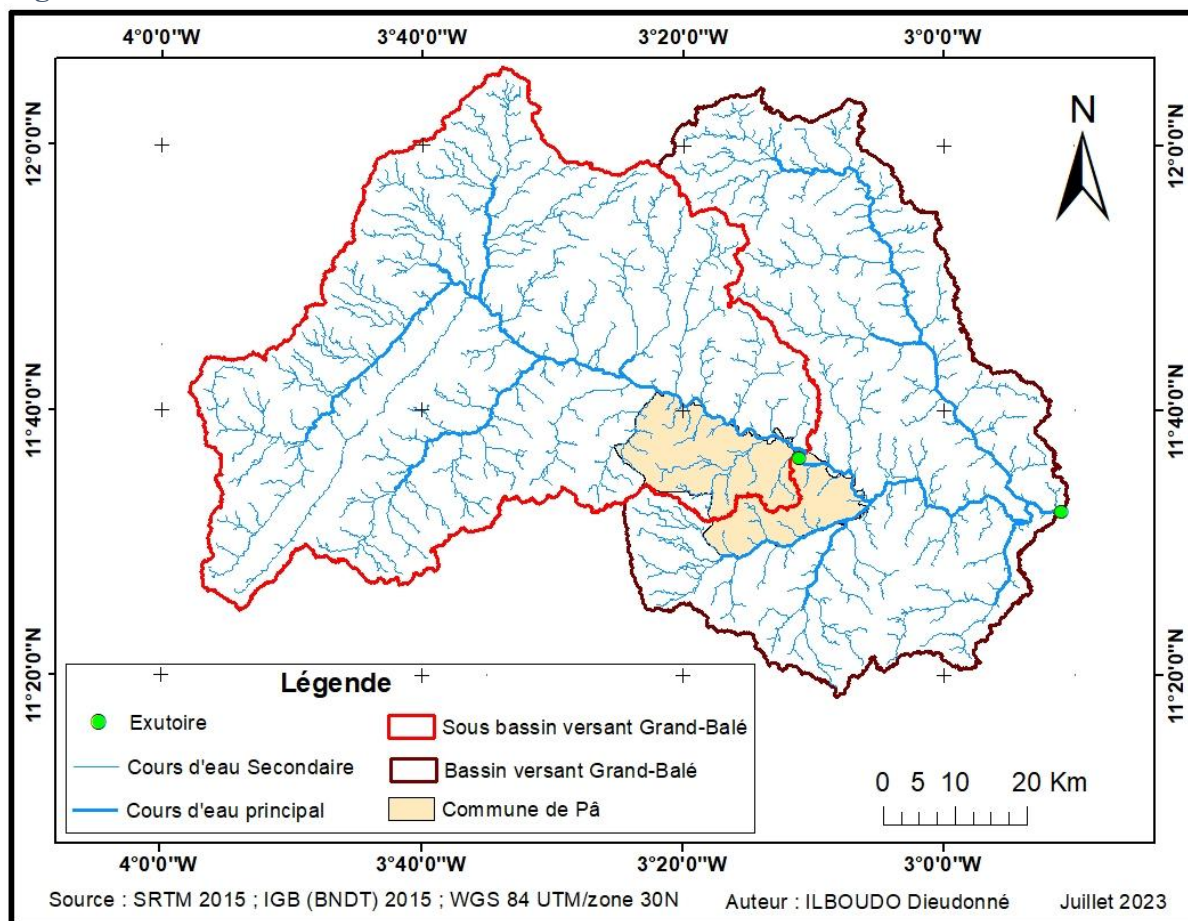 4°0'0"W 3°40'0"W 3°20'0"W 3°0'0"W
12°0'0"N 12°0'0"N
N
11°40'0"N 11°40'0"N
11°20'0"N 11°20'0"N
Légende
Exutoire
Cours d'eau Secondaire
Cours d'eau principal
Sous bassin versant Grand-Balé
Bassin versant Grand-Balé
Commune de Pâ
0 5 10 20 Km
4°0'0"W 3°40'0"W 3°20'0"W 3°0'0"W
Source : SRTM 2015 ; IGB (BNDT) 2015 ; WGS 84 UTM/zone 30N Auteur : ILBOUDO Dieudonné Juillet 2023